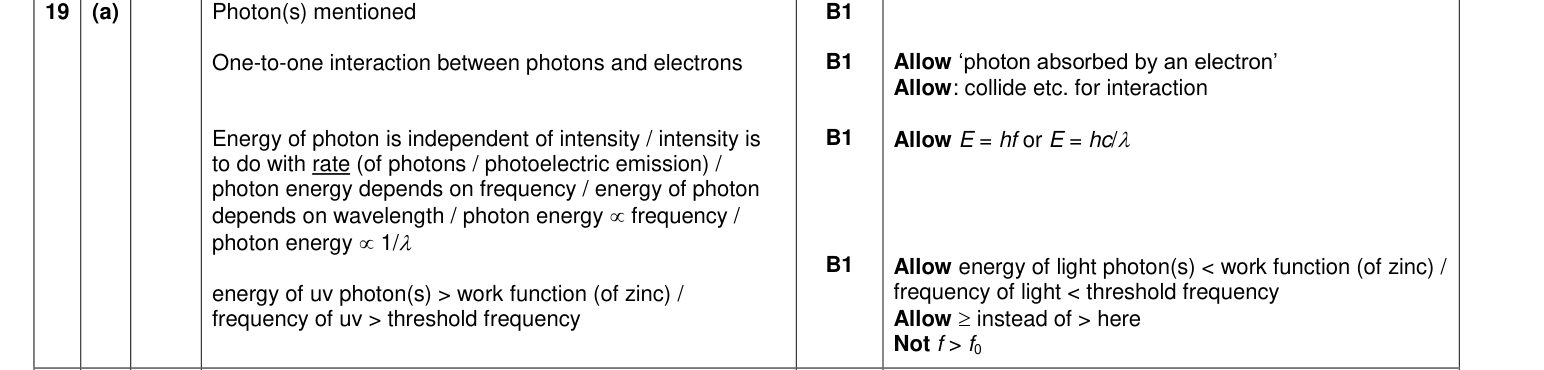 19 (a) Photon(s) mentioned B1
One-to-one interaction between photons and electrons B1 Allow ‘photon absorbed by an electron’
Allow: collide etc. for interaction
Energy of photon is independent of intensity / intensity is B1 Allow E = hf or E = hc/λ
to do with rate (of photons / photoelectric emission) /
photon energy depends on frequency / energy of photon
depends on wavelength / photon energy ∝ frequency /
photon energy ∝ 1/λ
B1 Allow energy of light photon(s) < work function (of zinc) /
energy of uv photon(s) > work function (of zinc) / frequency of light < threshold frequency
frequency of uv > threshold frequency Allow ≥ instead of > here
Not f > f₀